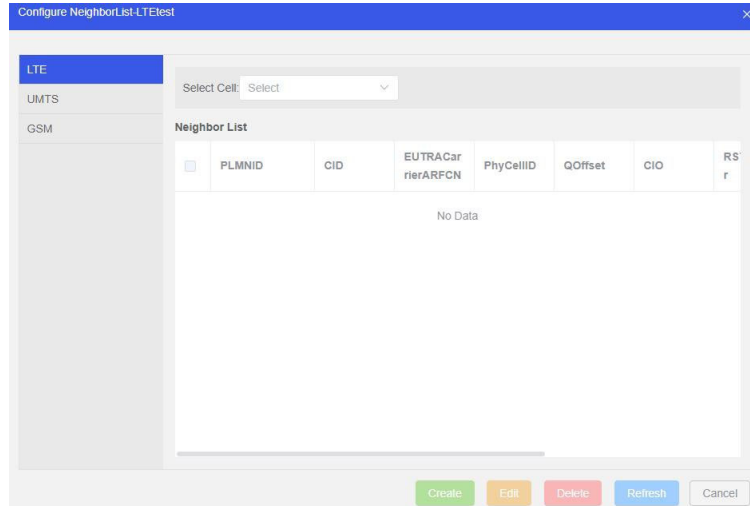 Configure NeighborList-LTEtest
LTE
UMTS
GSM
Select Cell: Select
Neighbor List
PLMNID CID EUTRACar PhyCellID QOffset CIO
rierARFCN
No Data
Create Edit Delete Refresh Cancel